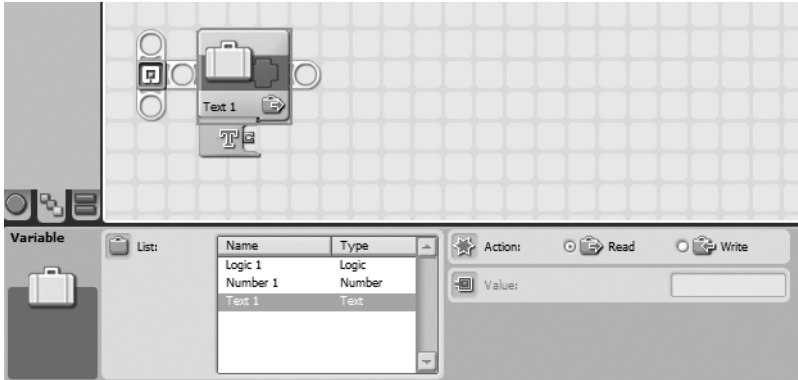 Text 1
T
Variable
List:
Name Type
Logic 1 Logic
Number 1 Number
Text 1 Text
Action:
Read
Write
Value: